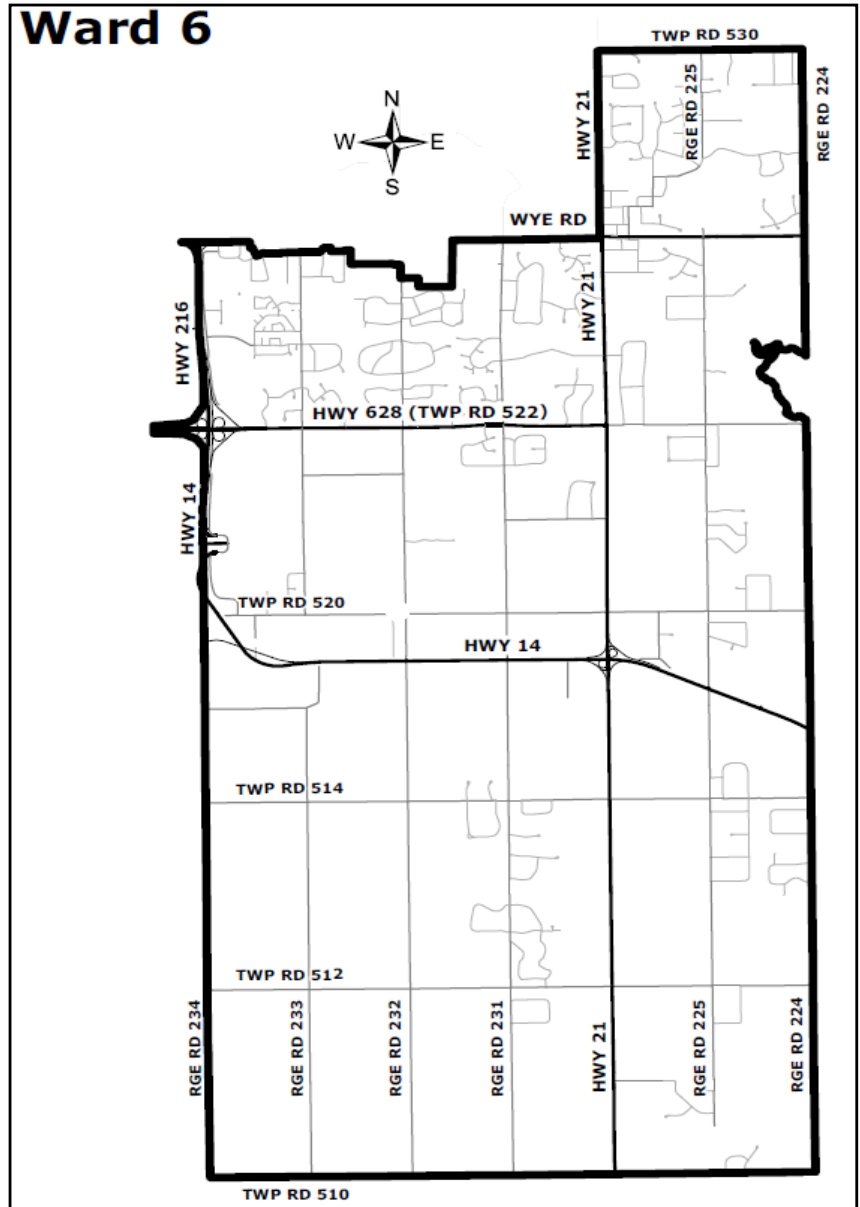 Ward 6
TWP RD 530
HWY 21
RGE RD 225
RGE RD 224
N
W
E
S
WYE RD
HWY 216
HWY 21
HWY 628 (TWP RD 522)
HWY 14
TWP RD 520
HWY 14
TWP RD 514
TWP RD 512
RGE RD 234
RGE RD 233
RGE RD 232
RGE RD 231
HWY 21
RGE RD 225
RGE RD 224
TWP RD 510